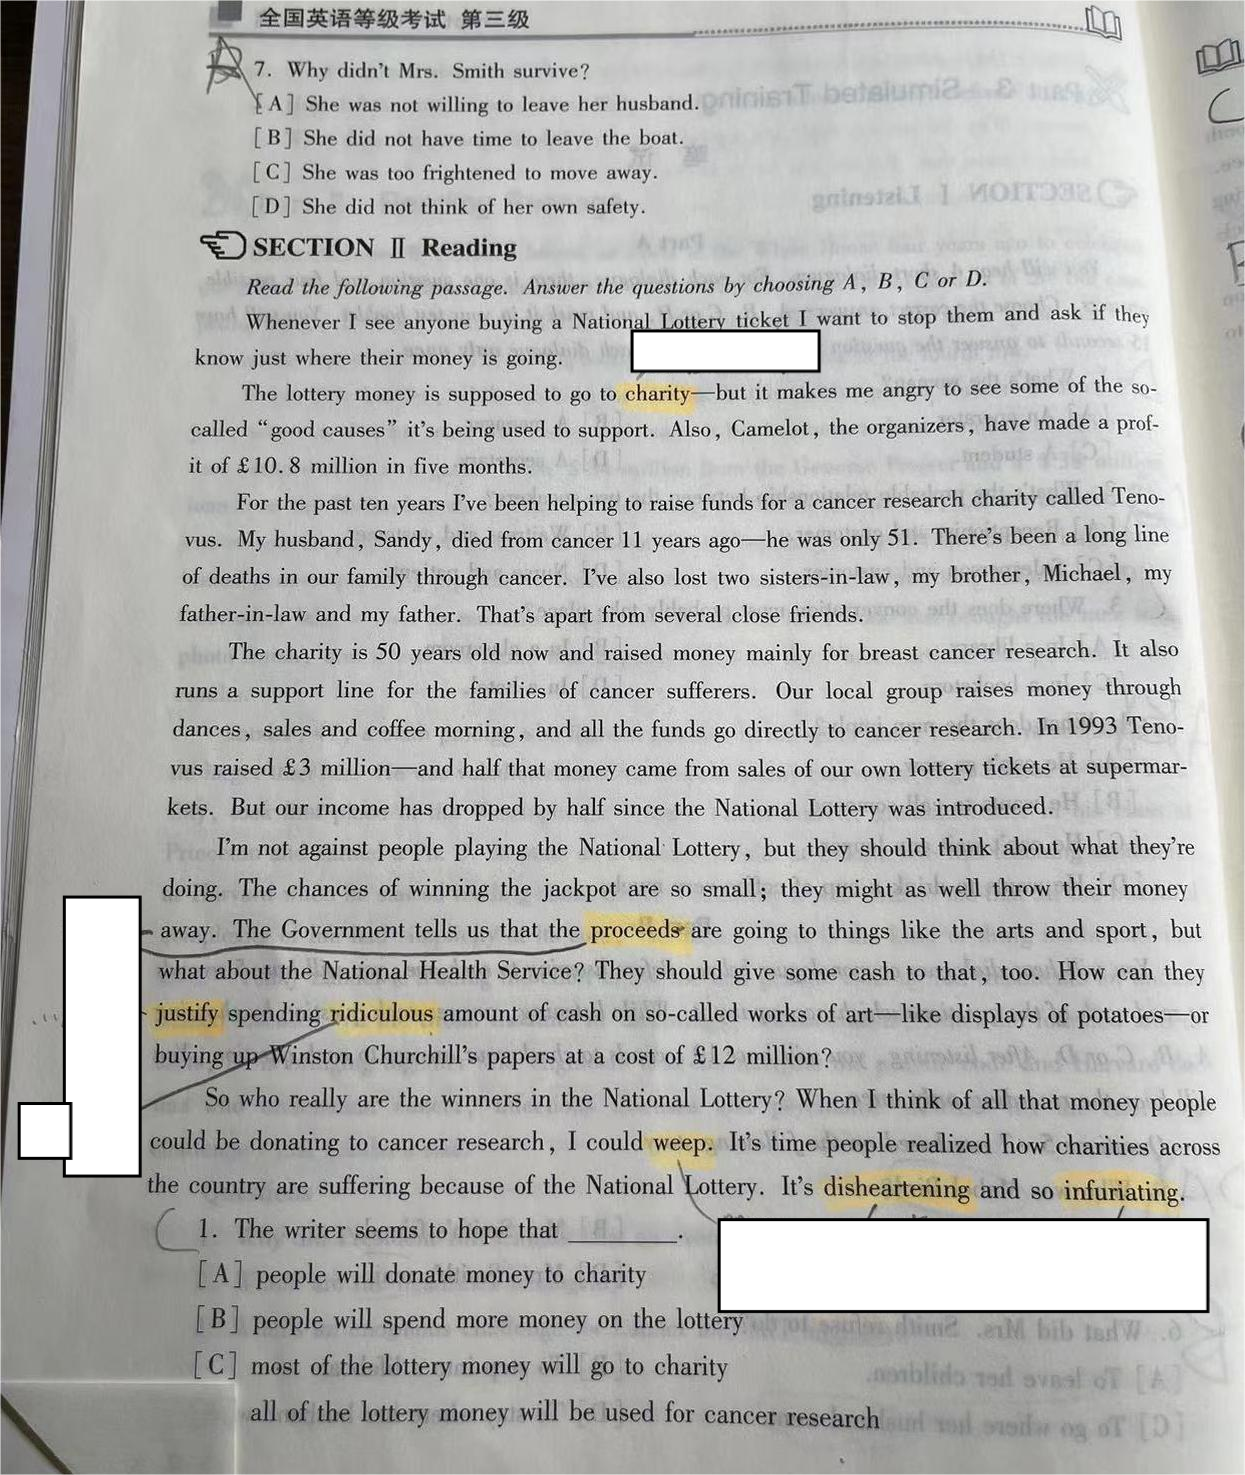 全国英语等级考试 第三级
7. Why didn't Mrs. Smith survive?
[A] She was not willing to leave her husband.
[B] She did not have time to leave the boat.
[C] She was too frightened to move away.
[D] She did not think of her own safety.
SECTION Ⅱ Reading
Read the following passage. Answer the questions by choosing A, B, C or D.
Whenever I see anyone buying a National Lottery ticket I want to stop them and ask if they
know just where their money is going.
The lottery money is supposed to go to charity—but it makes me angry to see some of the so-
called “good causes” it's being used to support. Also, Camelot, the organizers, have made a prof-
it of £10.8 million in five months.
For the past ten years I've been helping to raise funds for a cancer research charity called Teno-
vus. My husband, Sandy, died from cancer 11 years ago—he was only 51. There's been a long line
of deaths in our family through cancer. I've also lost two sisters-in-law, my brother, Michael, my
father-in-law and my father. That's apart from several close friends.
The charity is 50 years old now and raised money mainly for breast cancer research. It also
runs a support line for the families of cancer sufferers. Our local group raises money through
dances, sales and coffee morning, and all the funds go directly to cancer research. In 1993 Teno-
vus raised £3 million—and half that money came from sales of our own lottery tickets at supermar-
kets. But our income has dropped by half since the National Lottery was introduced.
I'm not against people playing the National Lottery, but they should think about what they're
doing. The chances of winning the jackpot are so small; they might as well throw their money
away. The Government tells us that the proceeds are going to things like the arts and sport, but
what about the National Health Service? They should give some cash to that, too. How can they
justify spending ridiculous amount of cash on so-called works of art—like displays of potatoes—or
buying up Winston Churchill's papers at a cost of £12 million?
So who really are the winners in the National Lottery? When I think of all that money people
could be donating to cancer research, I could weep. It's time people realized how charities across
the country are suffering because of the National Lottery. It's disheartening and so infuriating.
C 1. The writer seems to hope that ________.
[A] people will donate money to charity
[B] people will spend more money on the lottery
[C] most of the lottery money will go to charity
all of the lottery money will be used for cancer research